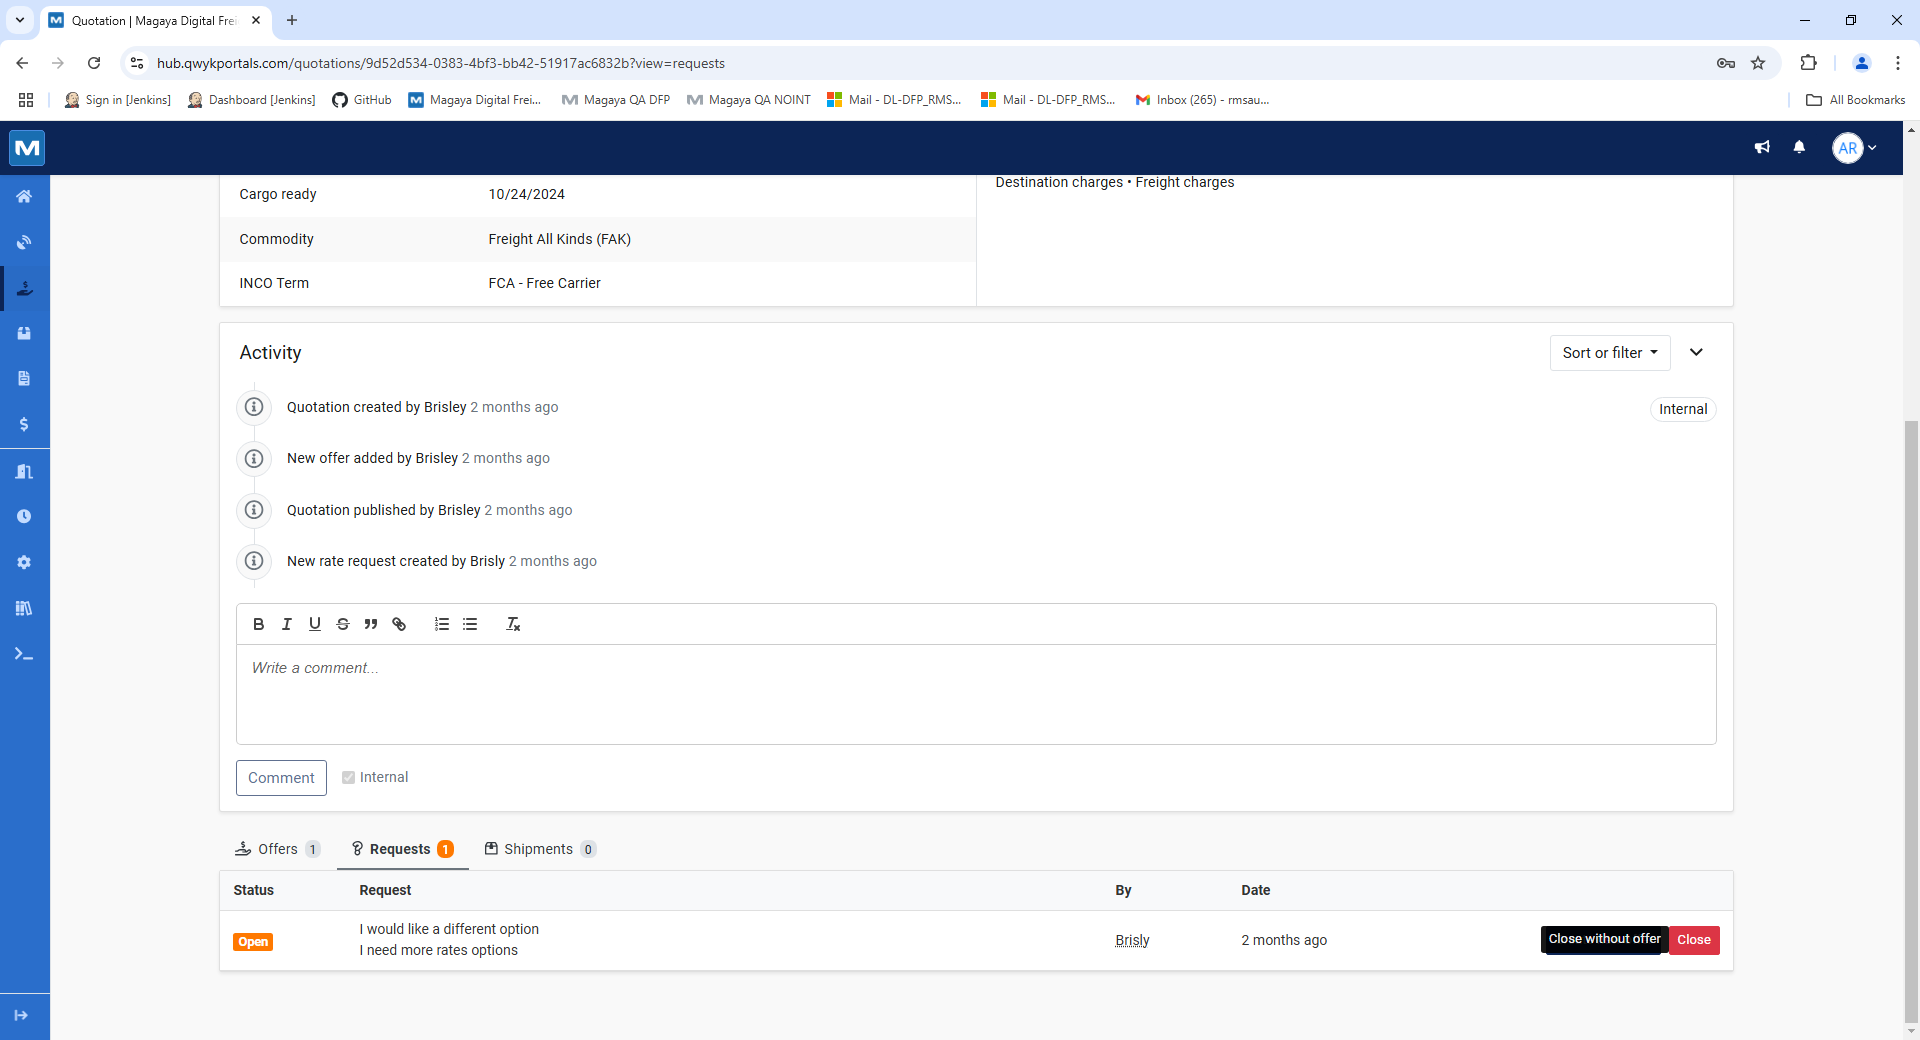 Quotation | Magaya Digital Frei
hub.qwykportals.com/quotations/9d52d534-0383-4bf3-bb42-51917ac6832b?view=requests
Sign in [Jenkins]
Dashboard [Jenkins]
GitHub
Magaya Digital Frei...
Magaya QA DFP
Magaya QA NOINT
Mail - DL-DFP_RMS...
Mail - DL-DFP_RMS...
Inbox (265) - rmsau...
All Bookmarks
AR
Cargo ready 10/24/2024
Destination charges • Freight charges
Commodity Freight All Kinds (FAK)
INCO Term FCA - Free Carrier
Activity
Sort or filter
Quotation created by Brisley 2 months ago
Internal
New offer added by Brisley 2 months ago
Quotation published by Brisley 2 months ago
New rate request created by Brisly 2 months ago
Write a comment...
Comment
Internal
Offers 1
Requests 1
Shipments 0
Status Request By Date
Open
I would like a different option
I need more rates options
Brisly
2 months ago
Close without offer
Close